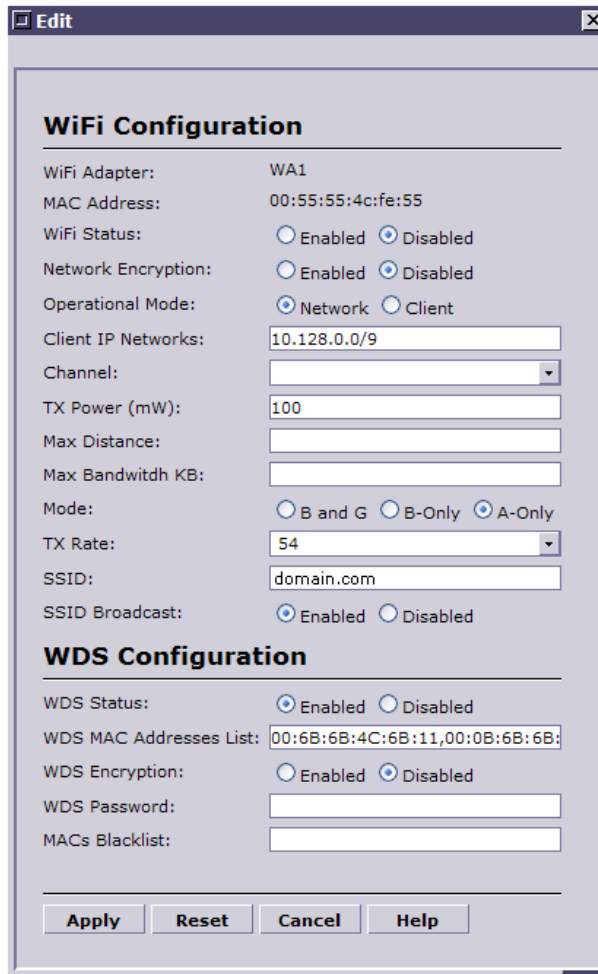 Edit
WiFi Configuration
WiFi Adapter: WA1
MAC Address: 00:55:55:4c:fe:55
WiFi Status: Enabled Disabled
Network Encryption: Enabled Disabled
Operational Mode: Network Client
Client IP Networks: 10.128.0.0/9
Channel:
TX Power (mW): 100
Max Distance:
Max Bandwitdh KB:
Mode: B and G B-Only A-Only
TX Rate: 54
SSID: domain.com
SSID Broadcast: Enabled Disabled
WDS Configuration
WDS Status: Enabled Disabled
WDS MAC Addresses List: 00:6B:6B:4C:6B:11,00:0B:6B:6B:
WDS Encryption: Enabled Disabled
WDS Password:
MACs Blacklist:
Apply Reset Cancel Help